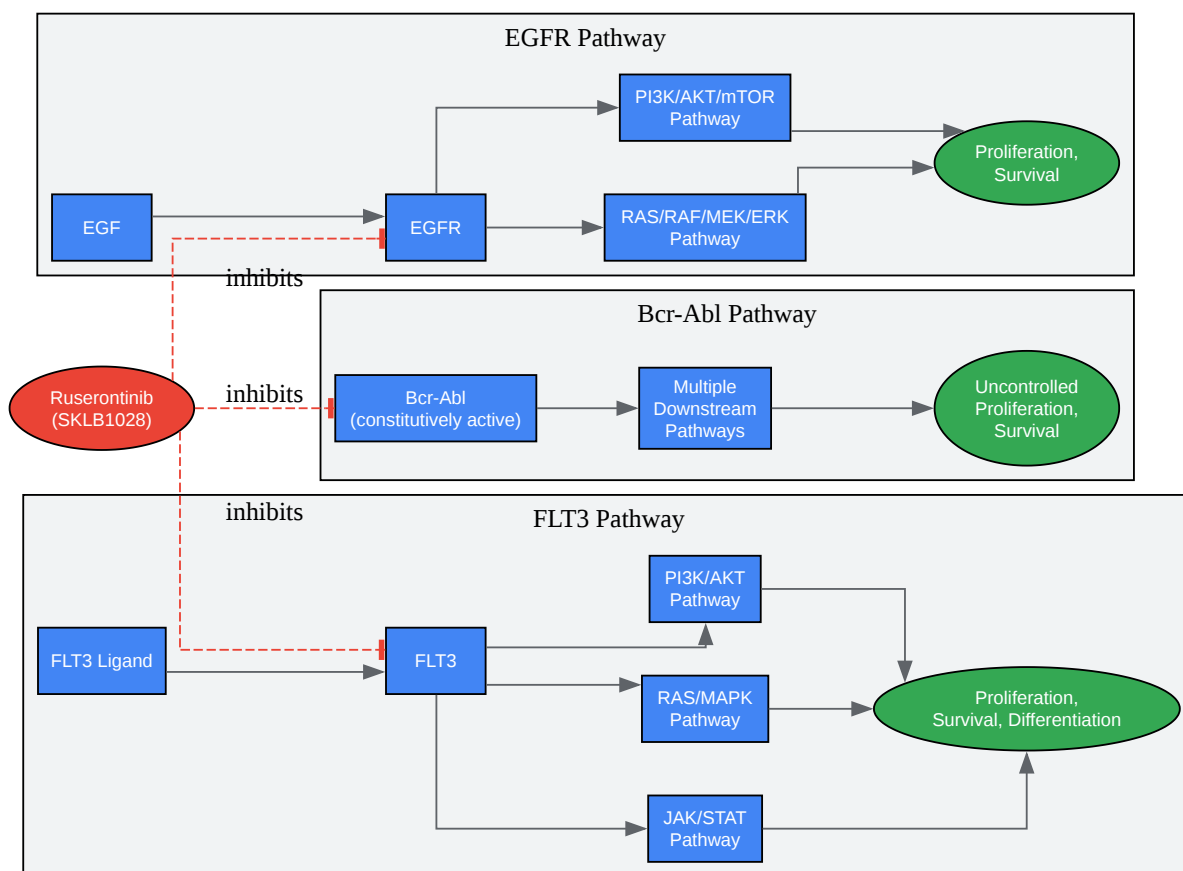 EGFR Pathway
PI3K/AKT/mTOR
Pathway
Proliferation,
Survival
EGF
EGFR
RAS/RAF/MEK/ERK
Pathway
inhibits
Bcr-Abl Pathway
Ruserontinib
(SKLB1028)
inhibits
Bcr-Abl
(constitutively active)
Multiple
Downstream
Pathways
Uncontrolled
Proliferation,
Survival
inhibits
FLT3 Pathway
PI3K/AKT
Pathway
FLT3 Ligand
FLT3
RAS/MAPK
Pathway
Proliferation,
Survival, Differentiation
JAK/STAT
Pathway